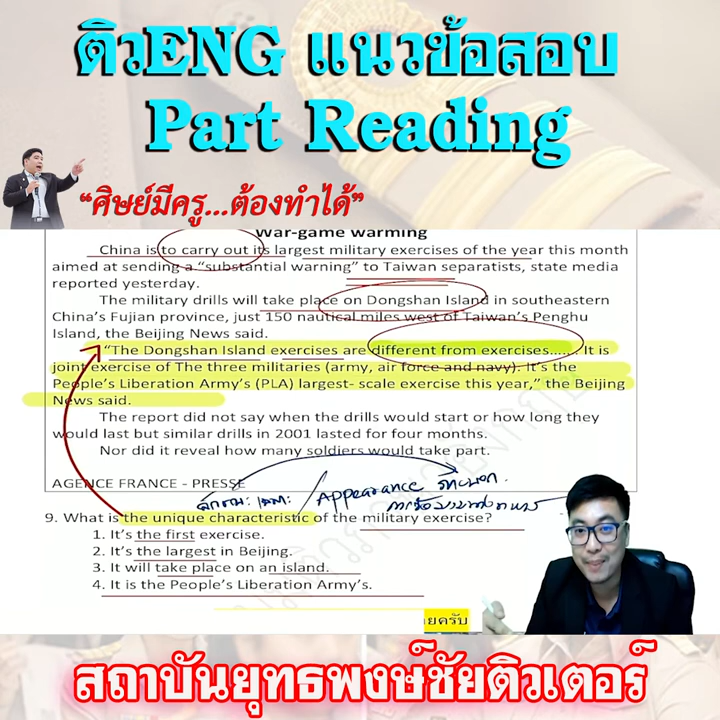 ติวENG แนวข้อสอบ
Part Reading
“ศิษย์มีครู...ต้องทำได้”
War-game warming
China is to carry out its largest military exercises of the year this month
aimed at sending a “substantial warning” to Taiwan separatists, state media
reported yesterday.
The military drills will take place on Dongshan Island in southeastern
China’s Fujian province, just 150 nautical miles west of Taiwan’s Penghu
Island, the Beijing News said.
“The Dongshan Island exercises are different from exercises...... It is
joint exercise of The three militaries (army, air force and navy). It’s the
People’s Liberation Army’s (PLA) largest- scale exercise this year,” the Beijing
News said.
The report did not say when the drills would start or how long they
would last but similar drills in 2001 lasted for four months.
Nor did it reveal how many soldiers would take part.
AGENCE FRANCE - PRESSE
/Appearance
9. What is the unique characteristic of the military exercise?
1. It’s the first exercise.
2. It’s the largest in Beijing.
3. It will take place on an island.
4. It is the People’s Liberation Army’s.
ยครับ
สถาบันยุทธพงษ์ชัยติวเตอร์